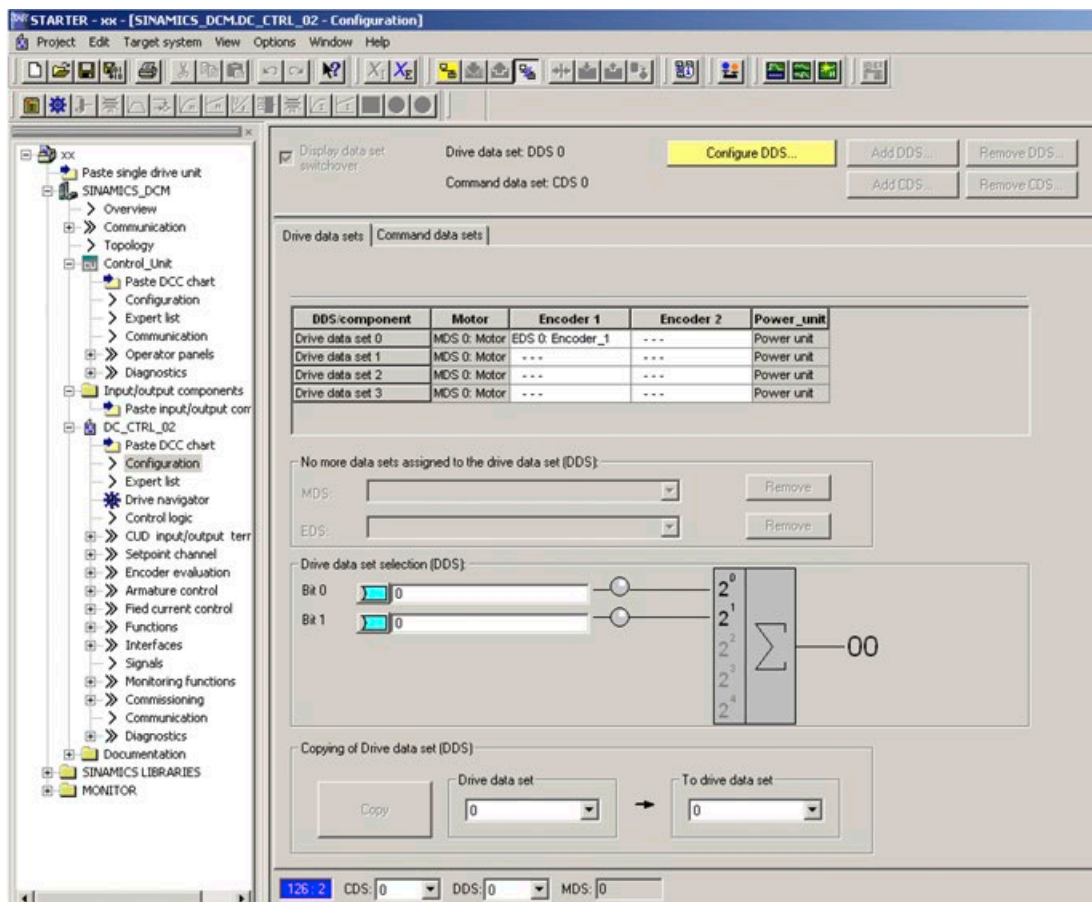 STARTER - xx - [SINAMICS_DCM.DC_CTRL_02 - Configuration]
Project Edit Target system View Options Window Help
xx
Paste single drive unit
SINAMICS_DCM
Overview
Communication
Topology
Control_Unit
Paste DCC chart
Configuration
Expert list
Communication
Operator panels
Diagnostics
Input/output components
Paste input/output com
DC_CTRL_02
Paste DCC chart
Configuration
Expert list
Drive navigator
Control logic
CUD input/output terr
Setpoint channel
Encoder evaluation
Armature control
Fied current control
Functions
Interfaces
Signals
Monitoring functions
Commissioning
Communication
Diagnostics
Documentation
SINAMICS LIBRARIES
MONITOR
Display data set switchover
Drive data set: DDS 0
Configure DDS...
Add DDS...
Remove DDS...
Command data set: CDS 0
Add CDS...
Remove CDS...
Drive data sets Command data sets
DDS/component Motor Encoder 1 Encoder 2 Power_unit
Drive data set 0 MDS 0: Motor EDS 0: Encoder_1 - - - Power unit
Drive data set 1 MDS 0: Motor - - - - - - Power unit
Drive data set 2 MDS 0: Motor - - - - - - Power unit
Drive data set 3 MDS 0: Motor - - - - - - Power unit
No more data sets assigned to the drive data set (DDS):
MDS: Remove
EDS: Remove
Drive data set selection (DDS):
Bit 0 0
Bit 1 0
2^0
2^1
2^2
2^3
2^4
Σ
00
Copying of Drive data set (DDS)
Copy
Drive data set
0
To drive data set
0
126 : 2 CDS: 0 DDS: 0 MDS: 0